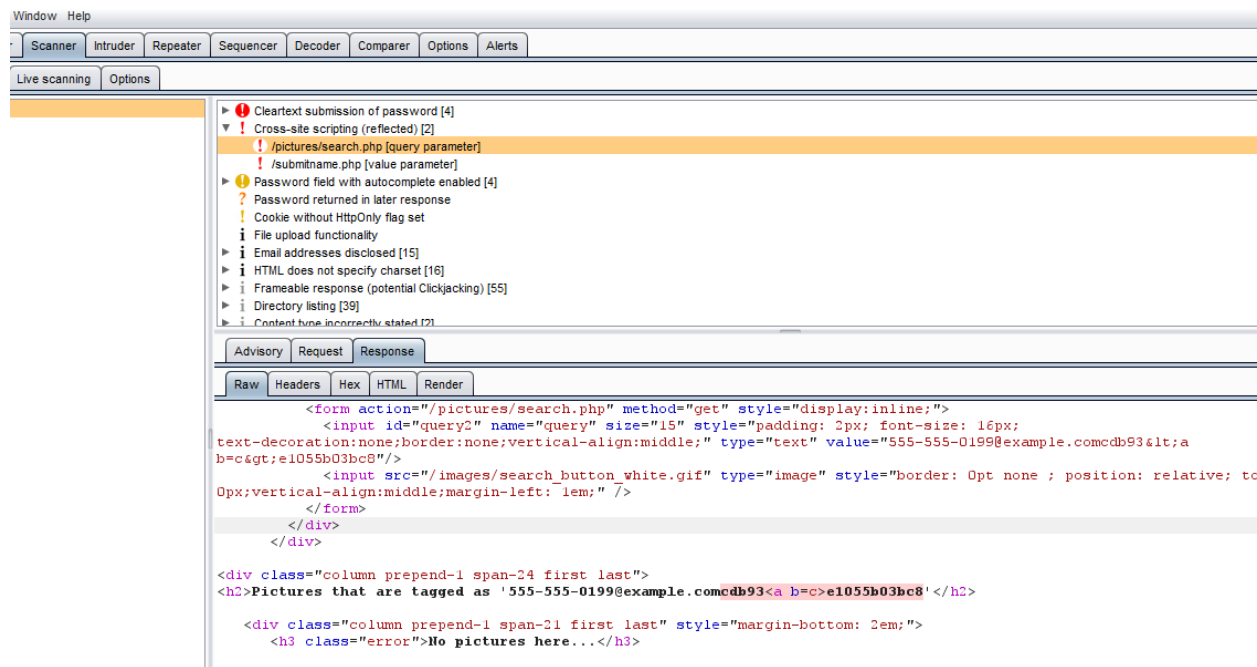 Window Help
Scanner Intruder Repeater Sequencer Decoder Comparer Options Alerts
Live scanning Options
Cleartext submission of password [4]
Cross-site scripting (reflected) [2]
/pictures/search.php [query parameter]
/submitname.php [value parameter]
Password field with autocomplete enabled [4]
Password returned in later response
Cookie without HttpOnly flag set
File upload functionality
Email addresses disclosed [15]
HTML does not specify charset [16]
Frameable response (potential Clickjacking) [55]
Directory listing [39]
Content type incorrectly stated [2]
Advisory Request Response
Raw Headers Hex HTML Render
<form action="/pictures/search.php" method="get" style="display:inline;">
<input id="query2" name="query" size="15" style="padding: 2px; font-size: 16px;
text-decoration:none;border:none;vertical-align:middle;" type="text" value="555-555-0199@example.comcdb93&lt;a
b=c&gt;e1055b03bc8"/>
<input src="/images/search_button_white.gif" type="image" style="border: 0pt none ; position: relative; to
0px;vertical-align:middle;margin-left: 1em;" />
</form>
</div>
</div>
<div class="column prepend-1 span-24 first last">
<h2>Pictures that are tagged as '555-555-0199@example.comcdb93<a b=c>e1055b03bc8'</h2>
<div class="column prepend-1 span-21 first last" style="margin-bottom: 2em;">
<h3 class="error">No pictures here...</h3>